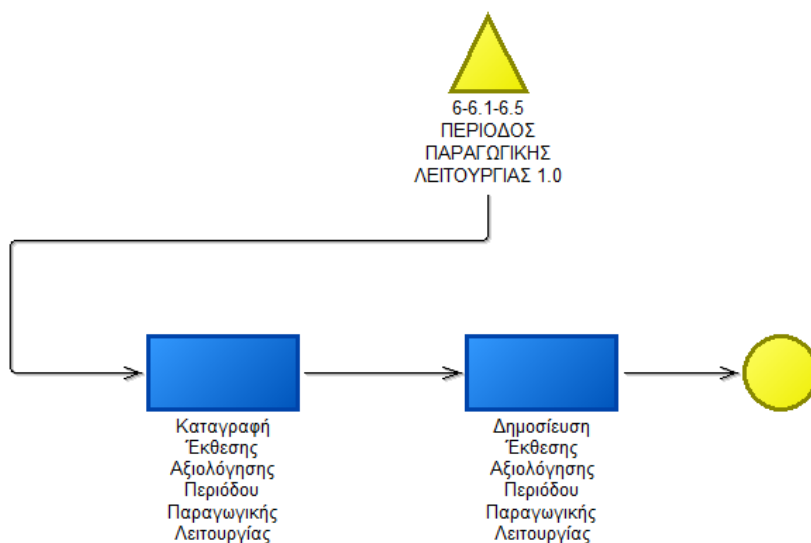 6-6.1-6.5
ΠΕΡΙΟΔΟΣ
ΠΑΡΑΓΩΓΙΚΗΣ
ΛΕΙΤΟΥΡΓΙΑΣ 1.0
Καταγραφή
Έκθεσης
Αξιολόγησης
Περιόδου
Παραγωγικής
Λειτουργίας
Δημοσίευση
Έκθεσης
Αξιολόγησης
Περιόδου
Παραγωγικής
Λειτουργίας